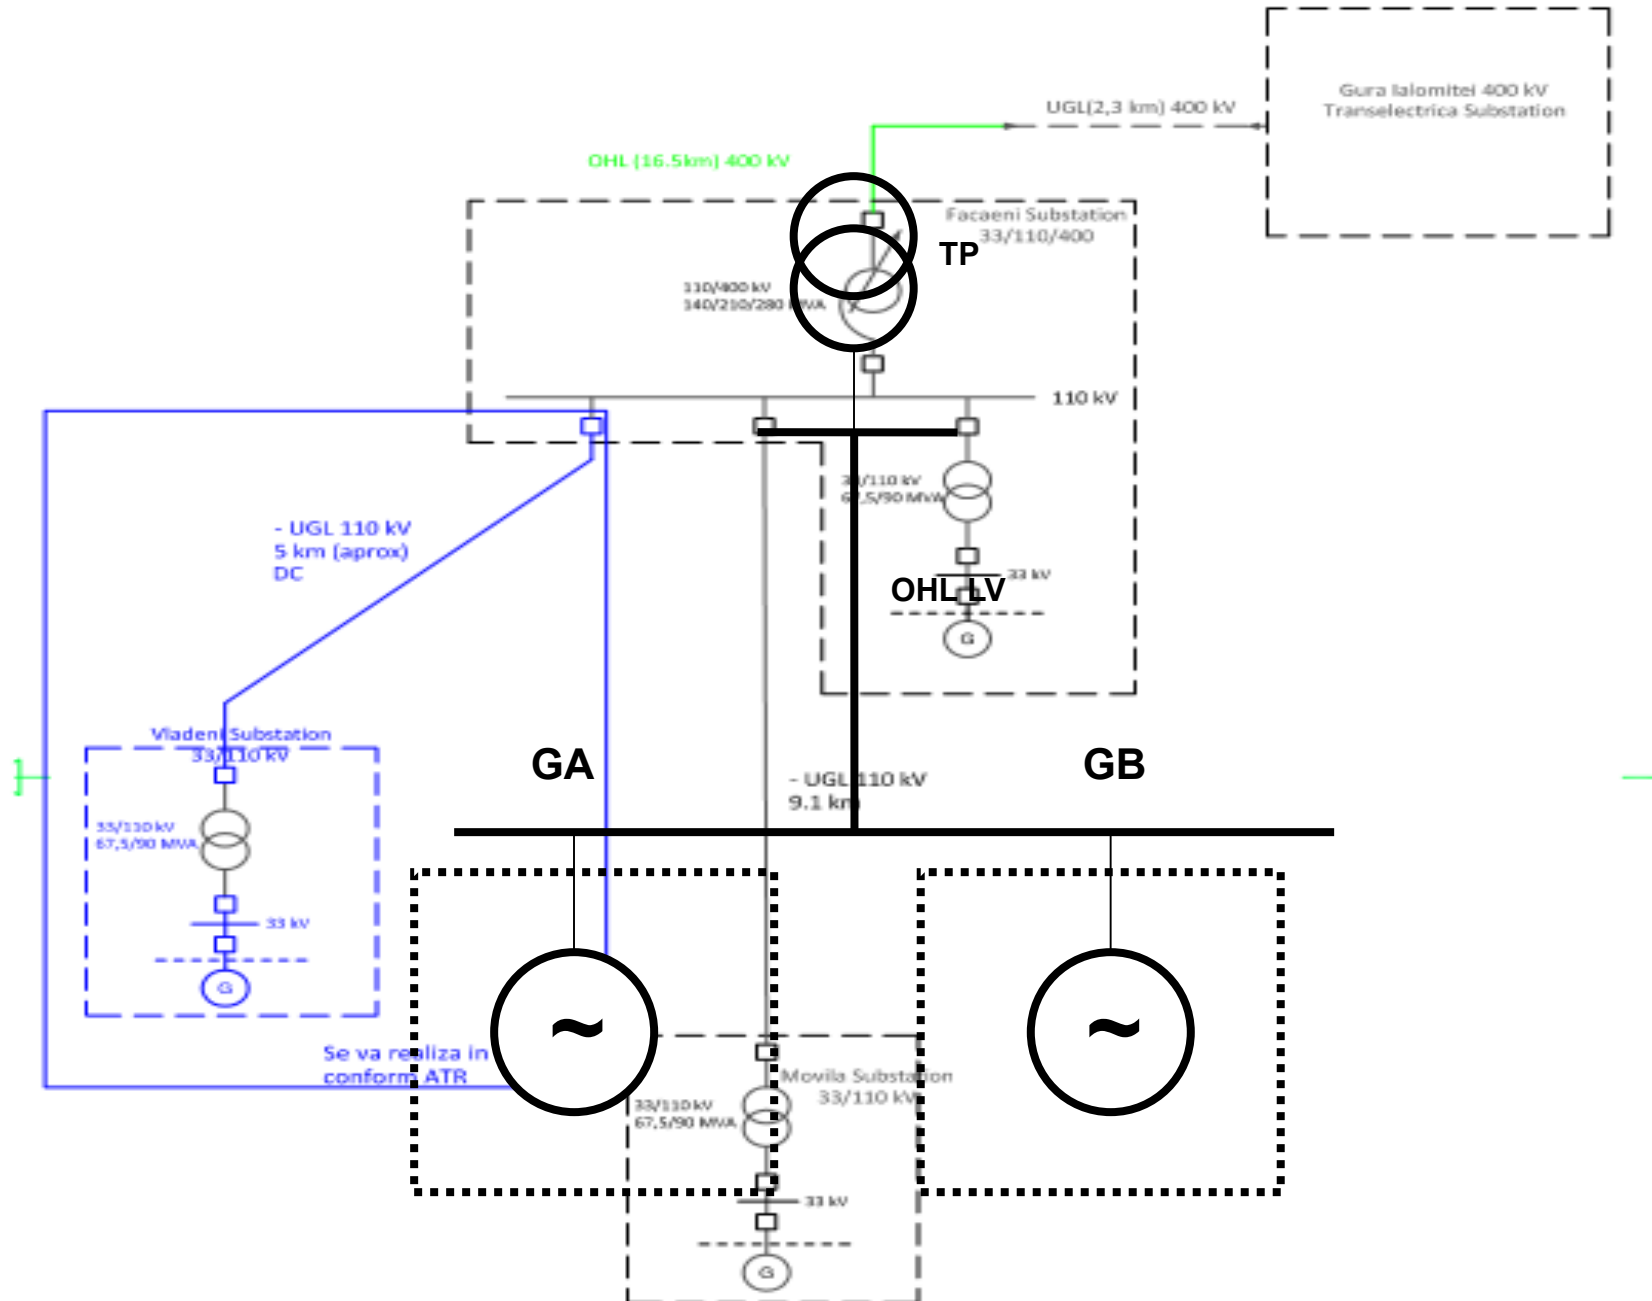 Gura Ialomitei 400 kV
Transelectrica Substation
UGL(2,3 km) 400 kV
OHL (16.5km) 400 kV
Facaeni Substation
33/110/400
TP
110/400 kV
140/210/280 MVA
110 kV
33/110 kV
67,5/90 MVA
33 kV
OHL LV
G
- UGL 110 kV
5 km (aprox)
DC
Vladeni Substation
33/110 kV
33/110 kV
67,5/90 MVA
33 kV
G
GA
GB
- UGL 110 kV
9.1 km
~
~
Se va realiza in
conform ATR
Movila Substation
33/110 kV
33/110 kV
67,5/90 MVA
33 kV
G